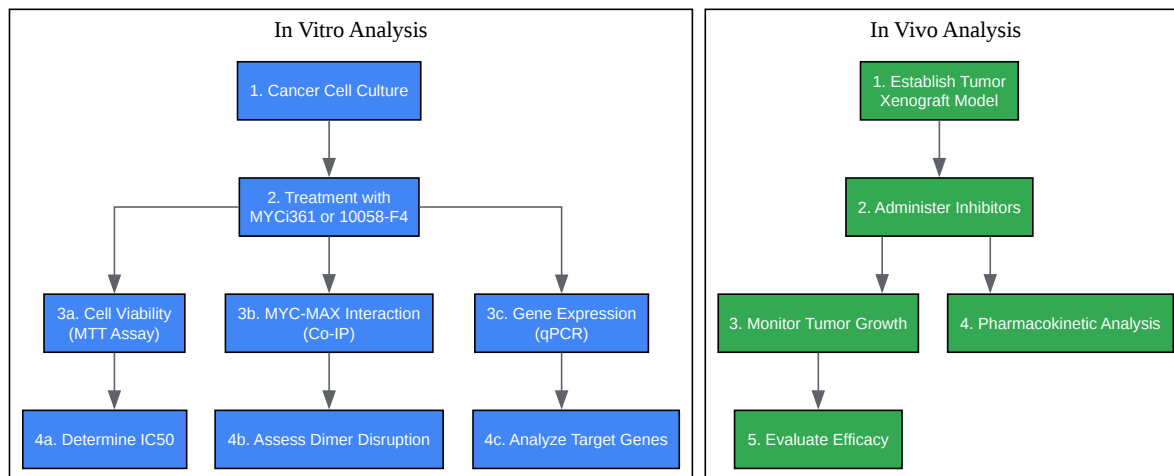 In Vitro Analysis
1. Cancer Cell Culture
2. Treatment with
MYCi361 or 10058-F4
3a. Cell Viability
(MTT Assay)
3b. MYC-MAX Interaction
(Co-IP)
3c. Gene Expression
(qPCR)
4a. Determine IC50
4b. Assess Dimer Disruption
4c. Analyze Target Genes
In Vivo Analysis
1. Establish Tumor
Xenograft Model
2. Administer Inhibitors
3. Monitor Tumor Growth
4. Pharmacokinetic Analysis
5. Evaluate Efficacy